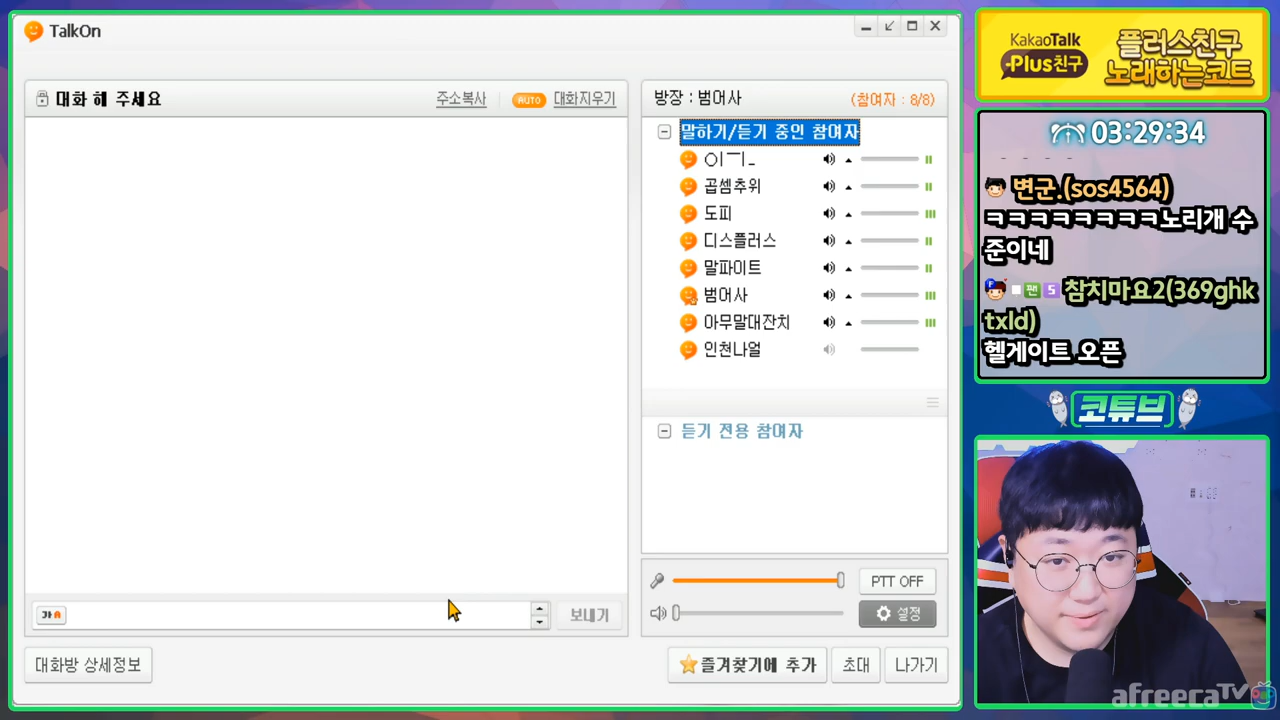 TalkOn
대화 해 주세요
주소복사
AUTO
대화지우기
방장 : 범어사
(참여자 : 8/8)
말하기/듣기 중인 참여자
곱셈추위
도피
디스플러스
말파이트
범어사
아무말대잔치
인천나얼
듣기 전용 참여자
가
보내기
PTT OFF
설정
대화방 상세정보
즐겨찾기에 추가
초대
나가기
KakaoTalk
Plus친구
플러스친구
노래하는코트
03:29:34
변군.(sos4564)
ㅋㅋㅋㅋㅋㅋㅋㅋ노리개 수
준이네
F 팬 S 참치마요2(369ghk
txld)
헬게이트 오픈
코튜브
afreecaTV